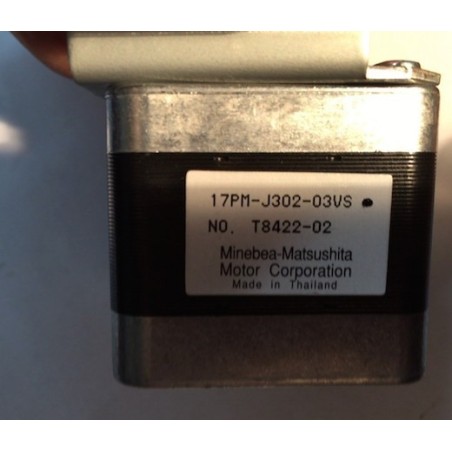 17PM-J302-03VS
NO. T8422-02
Minebea-Matsushita
Motor Corporation
Made in Thailand